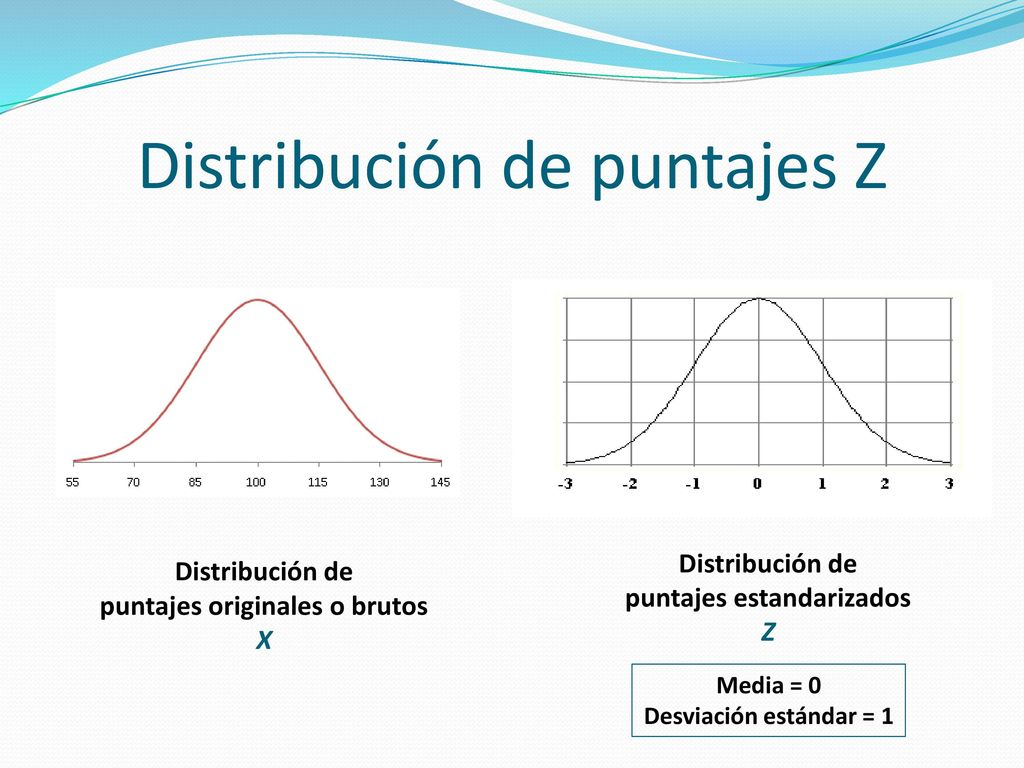 Distribución de puntajes Z
55 70 85 100 115 130 145
-3 -2 -1 0 1 2 3
Distribución de
puntajes originales o brutos
X
Distribución de
puntajes estandarizados
Z
Media = 0
Desviación estándar = 1